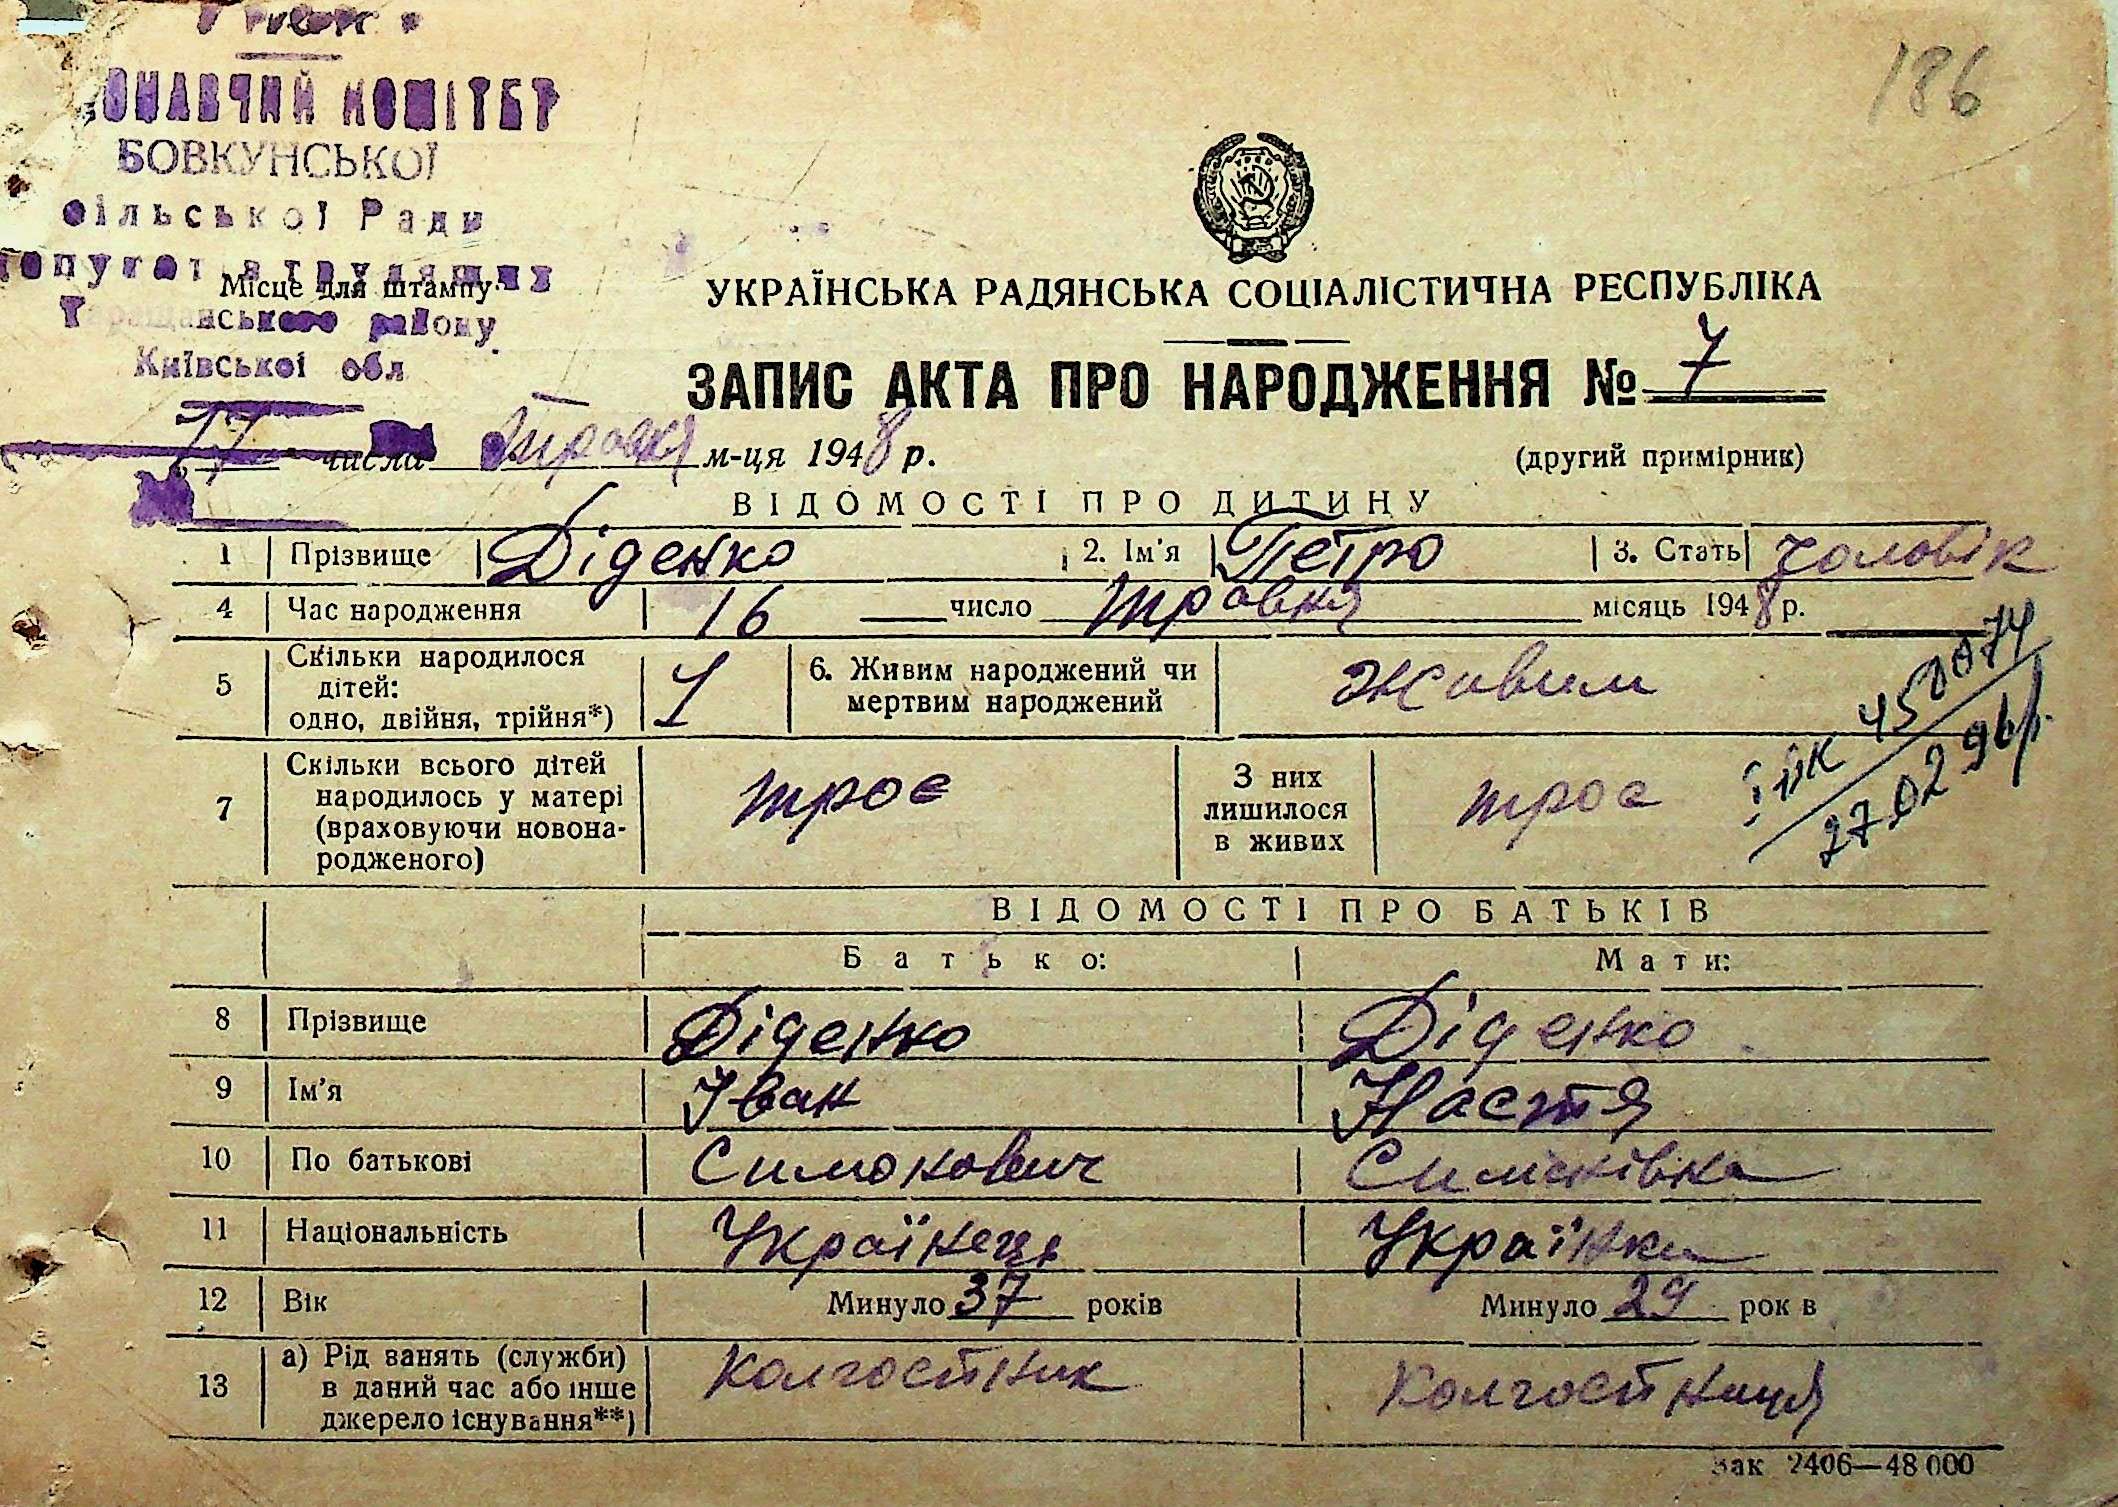 186
ВИКОНАВЧИЙ КОМІТЕТ
БОВКУНСЬКОЇ
сільської Ради
депутатів трудящих
Таращанського району
Київської обл
Місце для штампу
УКРАЇНСЬКА РАДЯНСЬКА СОЦІАЛІСТИЧНА РЕСПУБЛІКА
ЗАПИС АКТА ПРО НАРОДЖЕННЯ № 7
17 числа травня м-ця 1948 р.
(другий примірник)
ВІДОМОСТІ ПРО ДИТИНУ
1 Прізвище Діденко 2. Ім'я Петро 3. Стать чоловік
4 Час народження 16 число травня місяць 1948 р.
5 Скільки народилося дітей: одно, двійня, трійня*) 1 6. Живим народжений чи мертвим народжений живим
7 Скільки всього дітей народилось у матері (враховуючи новонародженого) троє З них лишилося в живих троє
27.02.96р.
ВІДОМОСТІ ПРО БАТЬКІВ
Батько: Мати:
8 Прізвище Діденко Діденко
9 Ім'я Іван Настя
10 По батькові Симонович Симонівна
11 Національність Українець Українка
12 Вік Минуло 37 років Минуло 29 рок в
13 а) Рід занять (служби) в даний час або інше джерело існування**) Колгостник Колгостниця
Зак 2406—48 000